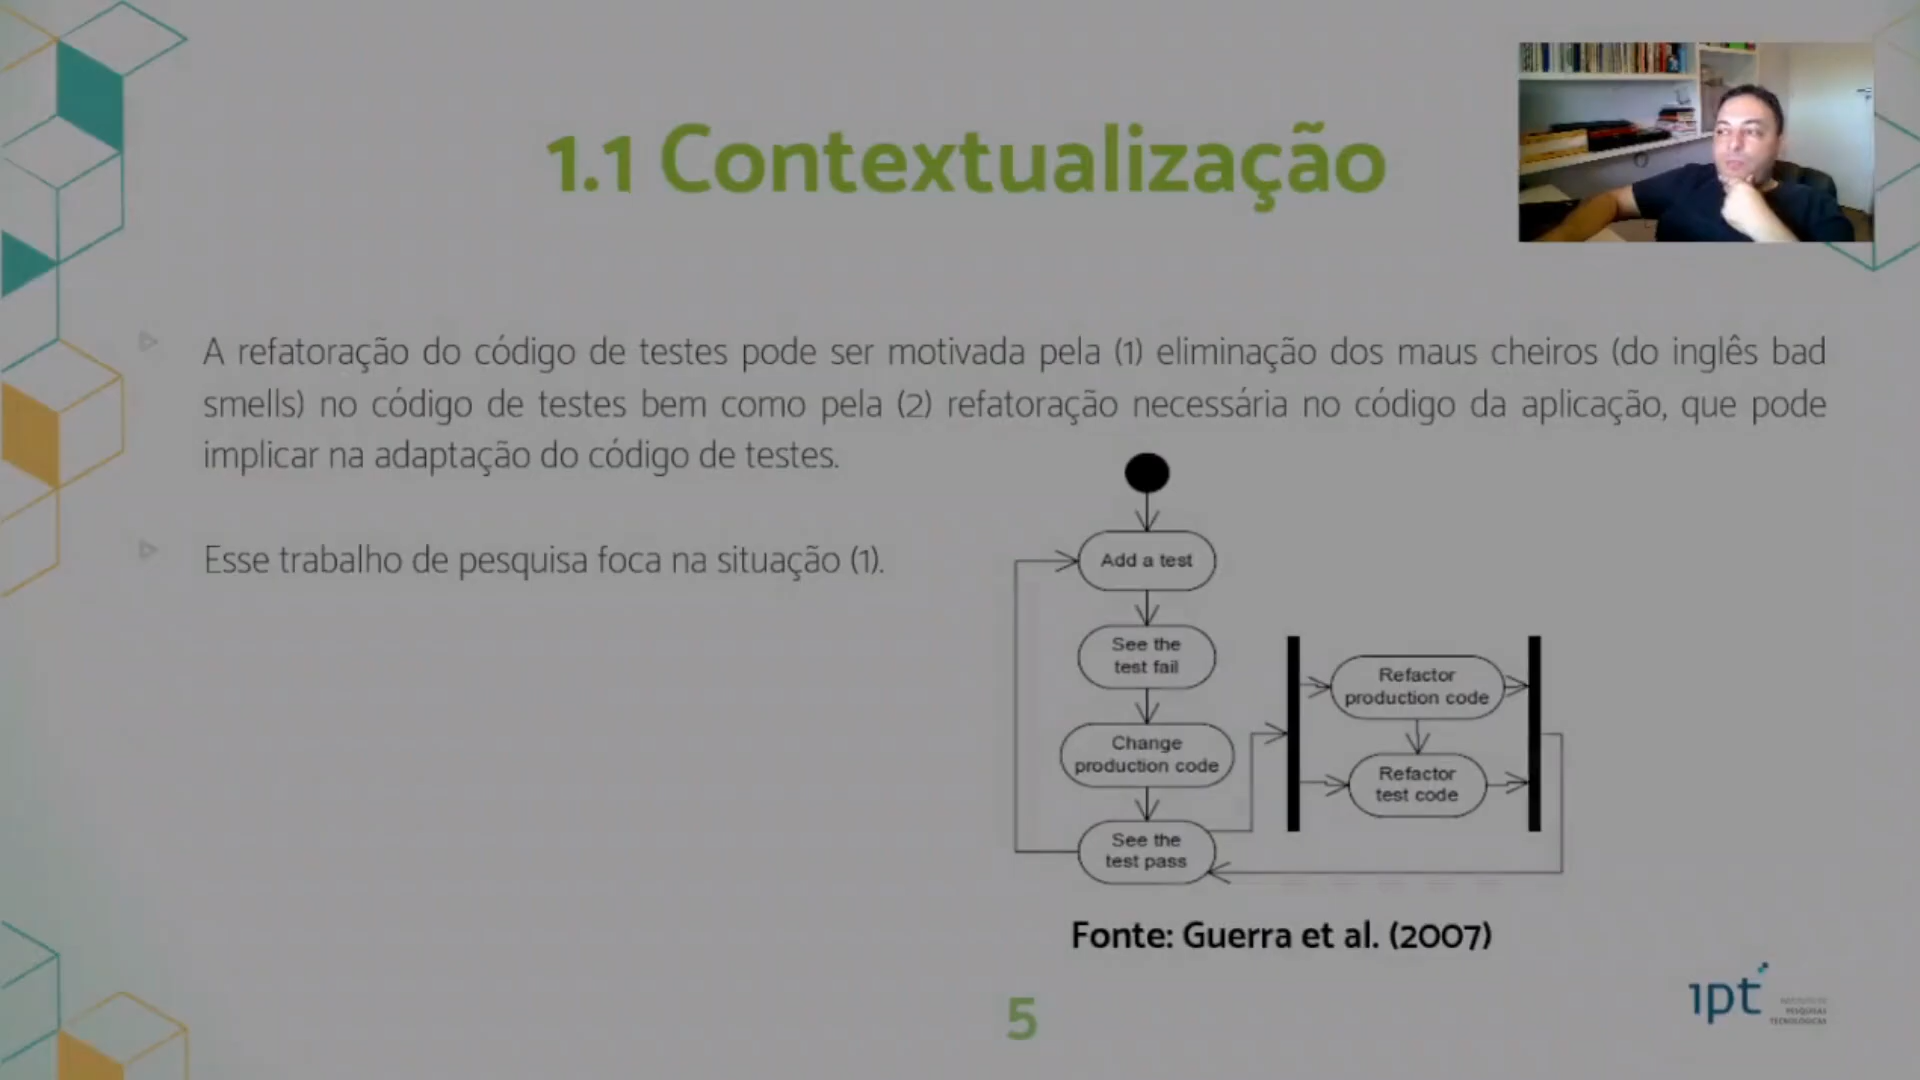 1.1 Contextualização
A refatoração do código de testes pode ser motivada pela (1) eliminação dos maus cheiros (do inglês bad
smells) no código de testes bem como pela (2) refatoração necessária no código da aplicação, que pode
implicar na adaptação do código de testes.
Esse trabalho de pesquisa foca na situação (1).
Add a test
See the
test fail
Change
production code
See the
test pass
Refactor
production code
Refactor
test code
Fonte: Guerra et al. (2007)
5
ipt
INSTITUTO DE
PESQUISAS
TECNOLÓGICAS